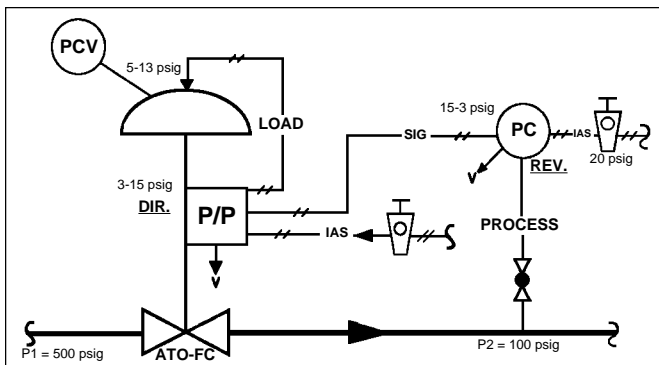 PCV
5-13 psig
LOAD
15-3 psig
SIG
PC
IAS
20 psig
V
REV.
3-15 psig
DIR.
P/P
IAS
PROCESS
V
ATO-FC
P1 = 500 psig
P2 = 100 psig